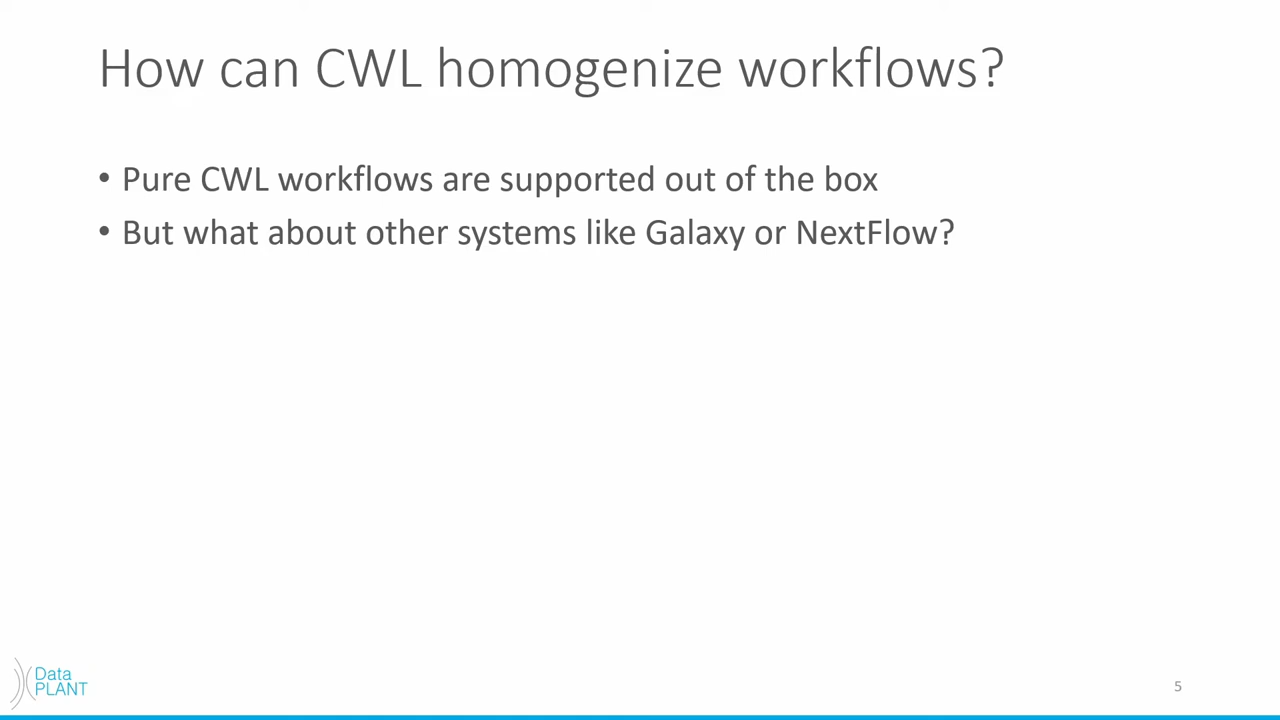 How can CWL homogenize workflows?
• Pure CWL workflows are supported out of the box
• But what about other systems like Galaxy or NextFlow?
Data
PLANT
5